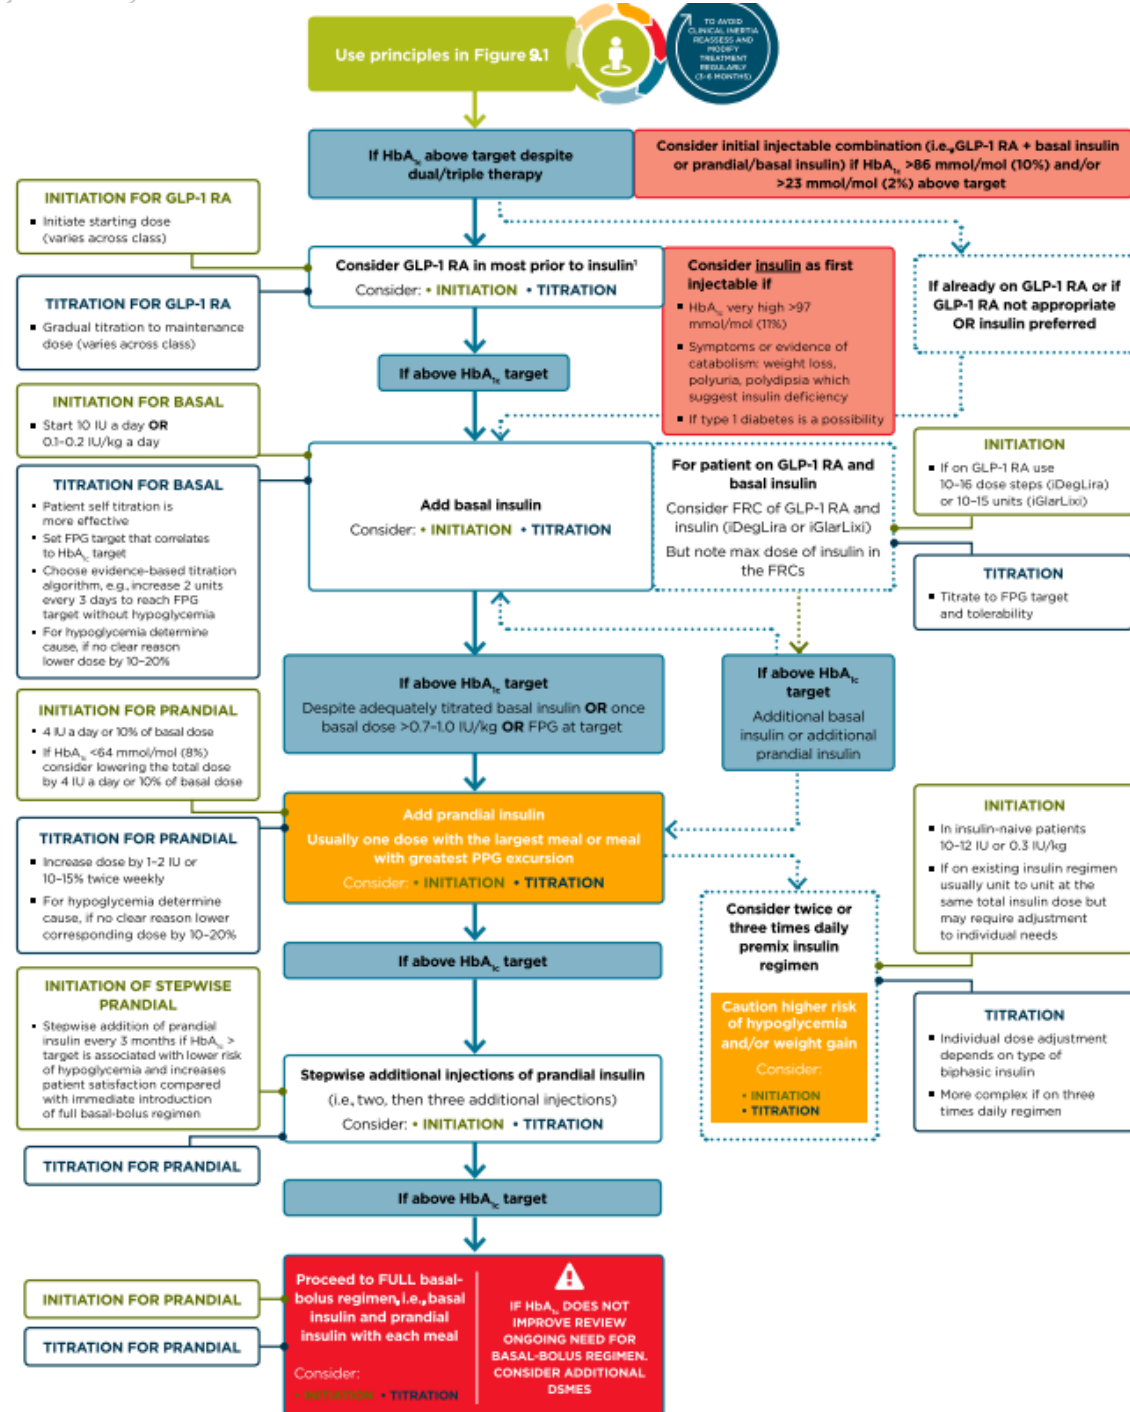 Use principles in Figure 9.1
TO AVOID
CLINICAL INERTIA
REASSESS AND
MODIFY
TREATMENT
REGULARLY
(3-6 MONTHS)
If HbA1c above target despite
dual/triple therapy
Consider initial injectable combination (i.e., GLP-1 RA + basal insulin
or prandial/basal insulin) if HbA1c >86 mmol/mol (10%) and/or
>23 mmol/mol (2%) above target
INITIATION FOR GLP-1 RA
▪ Initiate starting dose
(varies across class)
TITRATION FOR GLP-1 RA
▪ Gradual titration to maintenance
dose (varies across class)
Consider GLP-1 RA in most prior to insulin¹
Consider: • INITIATION • TITRATION
Consider insulin as first
injectable if
▪ HbA1c very high >97
mmol/mol (11%)
▪ Symptoms or evidence of
catabolism: weight loss,
polyuria, polydipsia which
suggest insulin deficiency
▪ If type 1 diabetes is a possibility
If already on GLP-1 RA or if
GLP-1 RA not appropriate
OR insulin preferred
If above HbA1c target
INITIATION FOR BASAL
▪ Start 10 IU a day OR
0.1-0.2 IU/kg a day
TITRATION FOR BASAL
▪ Patient self titration is
more effective
▪ Set FPG target that correlates
to HbA1c target
▪ Choose evidence-based titration
algorithm, e.g., increase 2 units
every 3 days to reach FPG
target without hypoglycemia
▪ For hypoglycemia determine
cause, if no clear reason
lower dose by 10-20%
Add basal insulin
Consider: • INITIATION • TITRATION
For patient on GLP-1 RA and
basal insulin
Consider FRC of GLP-1 RA and
insulin (iDegLira or iGlarLixi)
But note max dose of insulin in
the FRCs
INITIATION
▪ If on GLP-1 RA use
10-16 dose steps (iDegLira)
or 10-15 units (iGlarLixi)
TITRATION
▪ Titrate to FPG target
and tolerability
If above HbA1c target
Despite adequately titrated basal insulin OR once
basal dose >0.7-1.0 IU/kg OR FPG at target
If above HbA1c
target
Additional basal
insulin or additional
prandial insulin
INITIATION FOR PRANDIAL
▪ 4 IU a day or 10% of basal dose
▪ If HbA1c <64 mmol/mol (8%)
consider lowering the total dose
by 4 IU a day or 10% of basal dose
TITRATION FOR PRANDIAL
▪ Increase dose by 1-2 IU or
10-15% twice weekly
▪ For hypoglycemia determine
cause, if no clear reason lower
corresponding dose by 10-20%
Add prandial insulin
Usually one dose with the largest meal or meal
with greatest PPG excursion
Consider: • INITIATION • TITRATION
Consider twice or
three times daily
premix insulin
regimen
Caution higher risk
of hypoglycemia
and/or weight gain
Consider:
• INITIATION
• TITRATION
INITIATION
▪ In insulin-naive patients
10-12 IU or 0.3 IU/kg
▪ If on existing insulin regimen
usually unit to unit at the
same total insulin dose but
may require adjustment
to individual needs
TITRATION
▪ Individual dose adjustment
depends on type of
biphasic insulin
▪ More complex if on three
times daily regimen
If above HbA1c target
INITIATION OF STEPWISE
PRANDIAL
▪ Stepwise addition of prandial
insulin every 3 months if HbA1c >
target is associated with lower risk
of hypoglycemia and increases
patient satisfaction compared
with immediate introduction
of full basal-bolus regimen
TITRATION FOR PRANDIAL
Stepwise additional injections of prandial insulin
(i.e., two, then three additional injections)
Consider: • INITIATION • TITRATION
If above HbA1c target
INITIATION FOR PRANDIAL
TITRATION FOR PRANDIAL
Proceed to FULL basal-
bolus regimen, i.e., basal
insulin and prandial
insulin with each meal
Consider:
• INITIATION • TITRATION
IF HbA1c DOES NOT
IMPROVE REVIEW
ONGOING NEED FOR
BASAL-BOLUS REGIMEN.
CONSIDER ADDITIONAL
DSMES